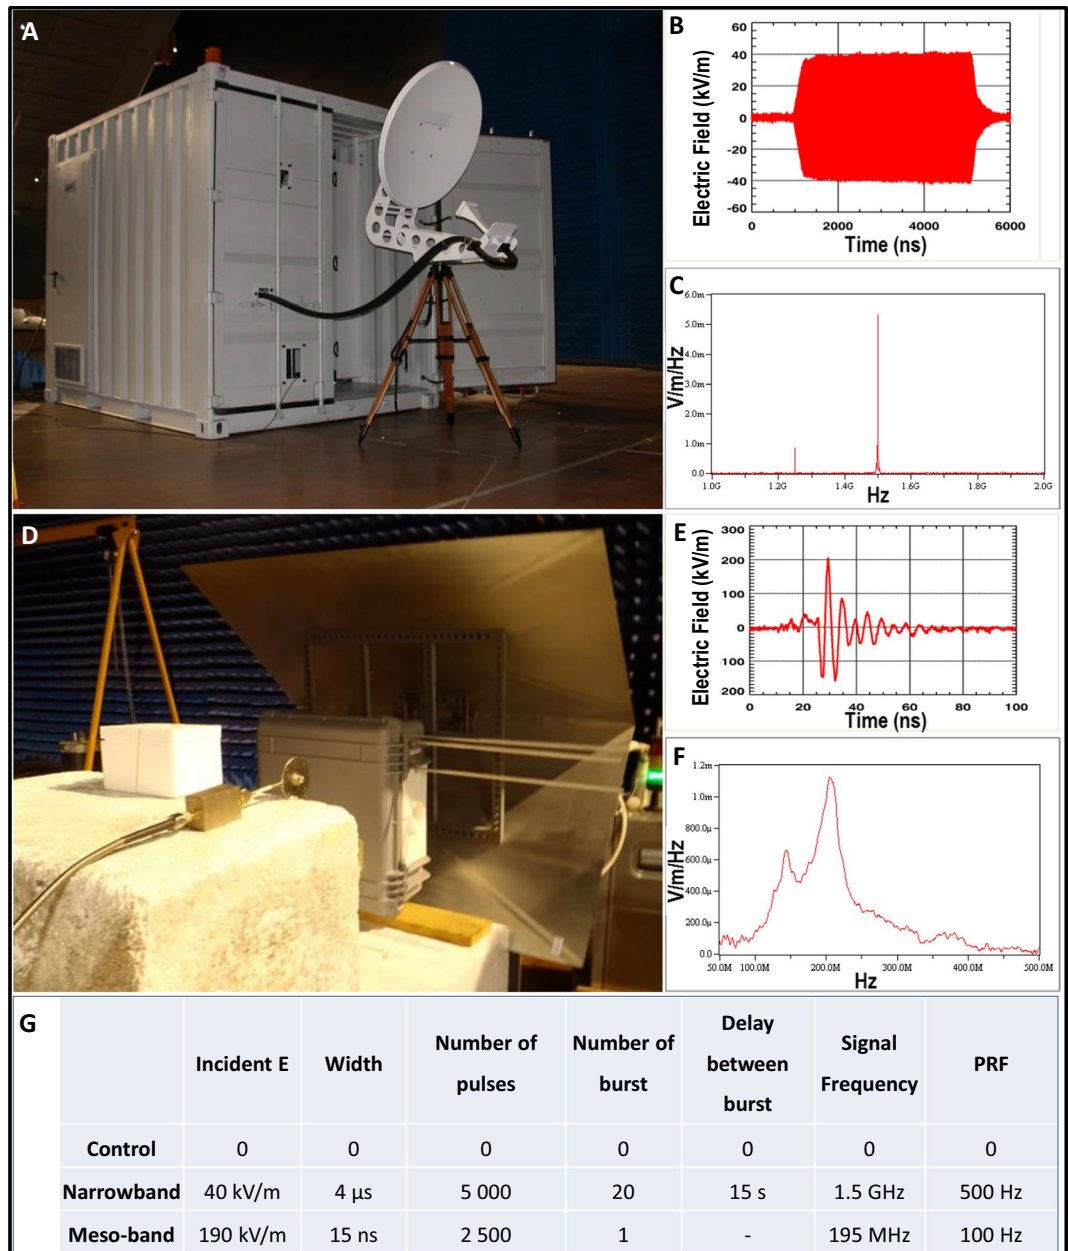 A
B
Electric Field (kV/m)
60
40
20
0
-20
-40
-60
0 2000 4000 6000
Time (ns)
C
V/m/Hz
6.0m
5.0m
4.0m
3.0m
2.0m
1.0m
0.0
1.0G 1.2G 1.4G 1.6G 1.8G 2.0G
Hz
D
E
Electric Field (kV/m)
300
200
100
0
100
200
0 20 40 60 80 100
Time (ns)
F
V/m/Hz
1.2m
1.0m
800.0µ
600.0µ
400.0µ
200.0µ
0.0
50.0M 100.0M 200.0M 300.0M 400.0M 500.0M
Hz
G
Incident E Width Number of pulses Number of burst Delay between burst Signal Frequency PRF
Control 0 0 0 0 0 0 0
Narrowband 40 kV/m 4 µs 5 000 20 15 s 1.5 GHz 500 Hz
Meso-band 190 kV/m 15 ns 2 500 1 - 195 MHz 100 Hz